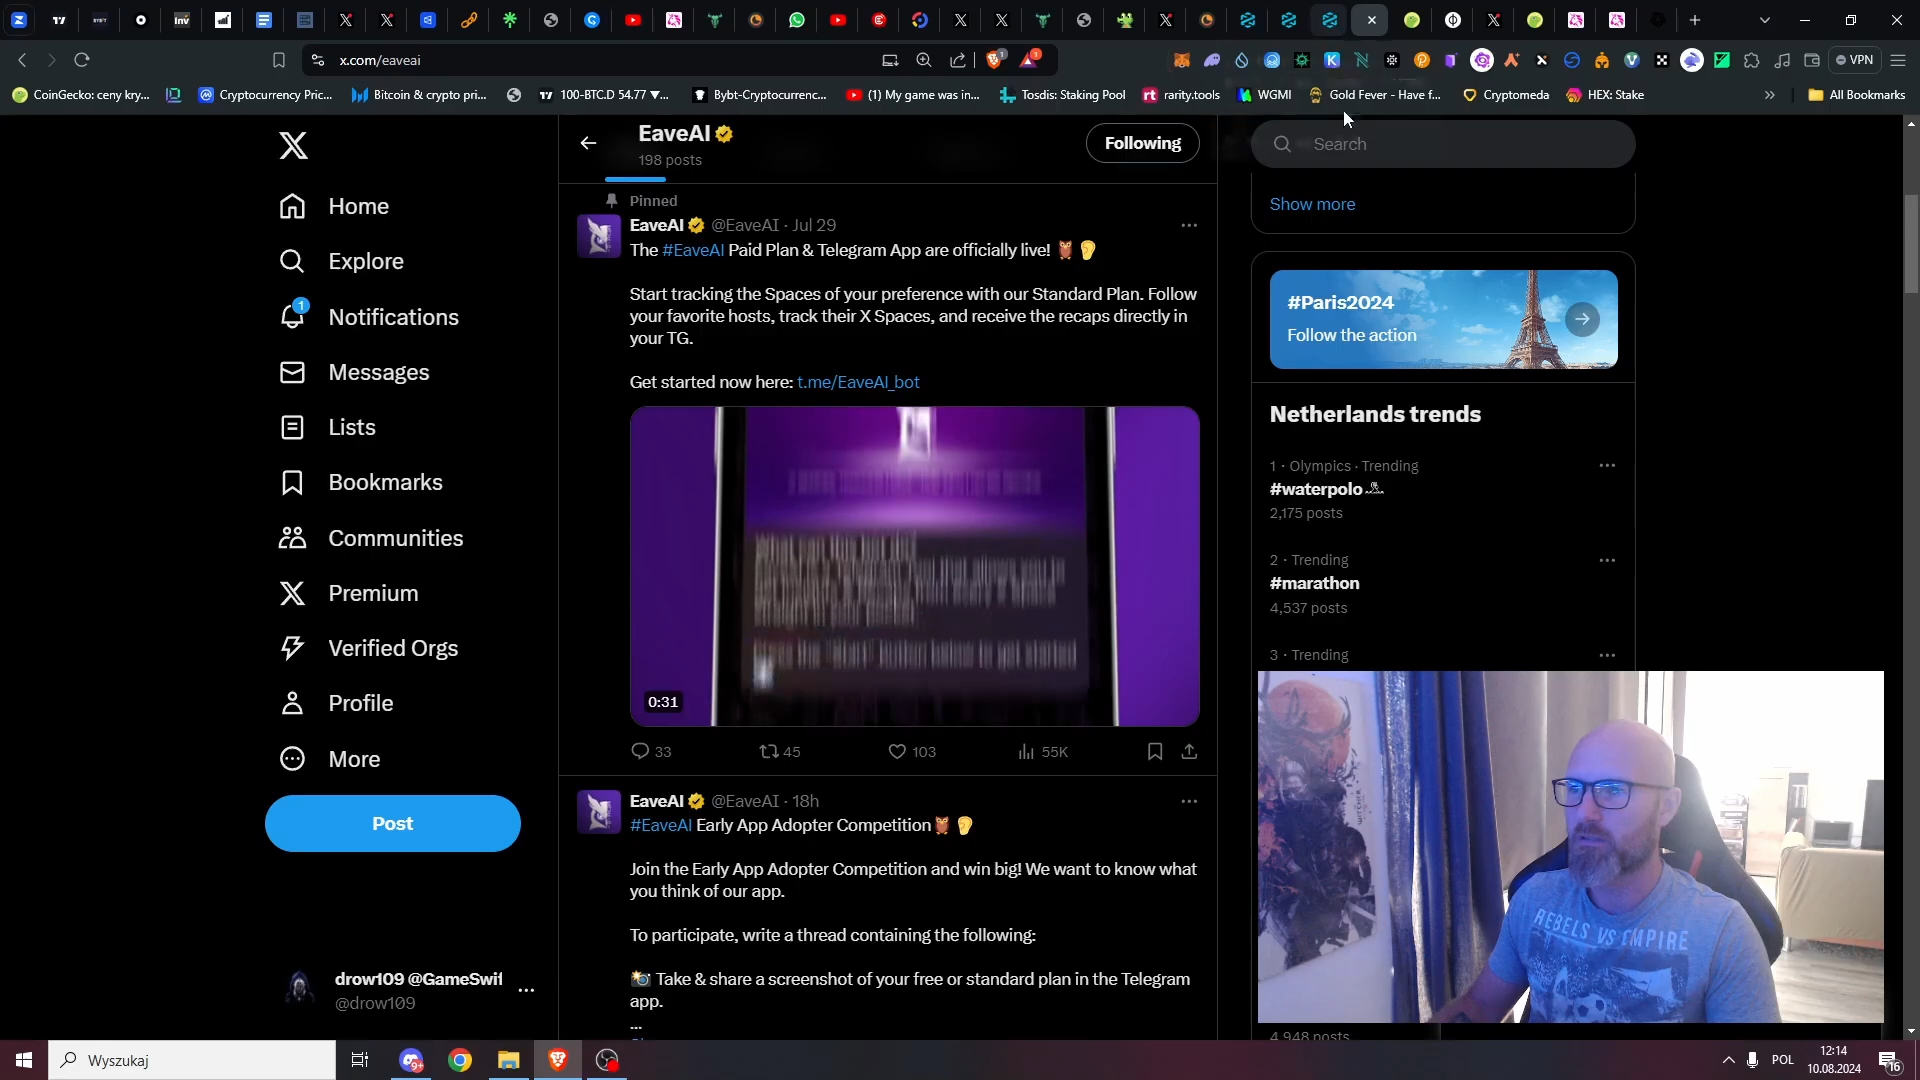 x.com/eaveai
VPN
CoinGecko: ceny kry...
Cryptocurrency Pric...
Bitcoin & crypto pri...
100-BTC.D 54.77 ▼...
Bybt-Cryptocurrenc...
(1) My game was in...
Tosdis: Staking Pool
rarity.tools
WGMI
Gold Fever - Have f...
Cryptomeda
HEX: Stake
All Bookmarks
Home
Explore
1
Notifications
Messages
Lists
Bookmarks
Communities
Premium
Verified Orgs
Profile
More
Post
drow109 @GameSwif
@drow109
EaveAI
198 posts
Following
Pinned
EaveAI @EaveAI · Jul 29
The #EaveAI Paid Plan & Telegram App are officially live! 🦉👂
Start tracking the Spaces of your preference with our Standard Plan. Follow
your favorite hosts, track their X Spaces, and receive the recaps directly in
your TG.
Get started now here: t.me/EaveAI_bot
0:31
33
45
103
55K
EaveAI @EaveAI · 18h
#EaveAI Early App Adopter Competition🦉👂
Join the Early App Adopter Competition and win big! We want to know what
you think of our app.
To participate, write a thread containing the following:
📸 Take & share a screenshot of your free or standard plan in the Telegram
app.
...
Search
Show more
#Paris2024
Follow the action
Netherlands trends
1 · Olympics · Trending
#waterpolo
2,175 posts
2 · Trending
#marathon
4,537 posts
3 · Trending
REBELS VS EMPIRE
4,948 posts
Wyszukaj
9+
POL
12:14
10.08.2024
16